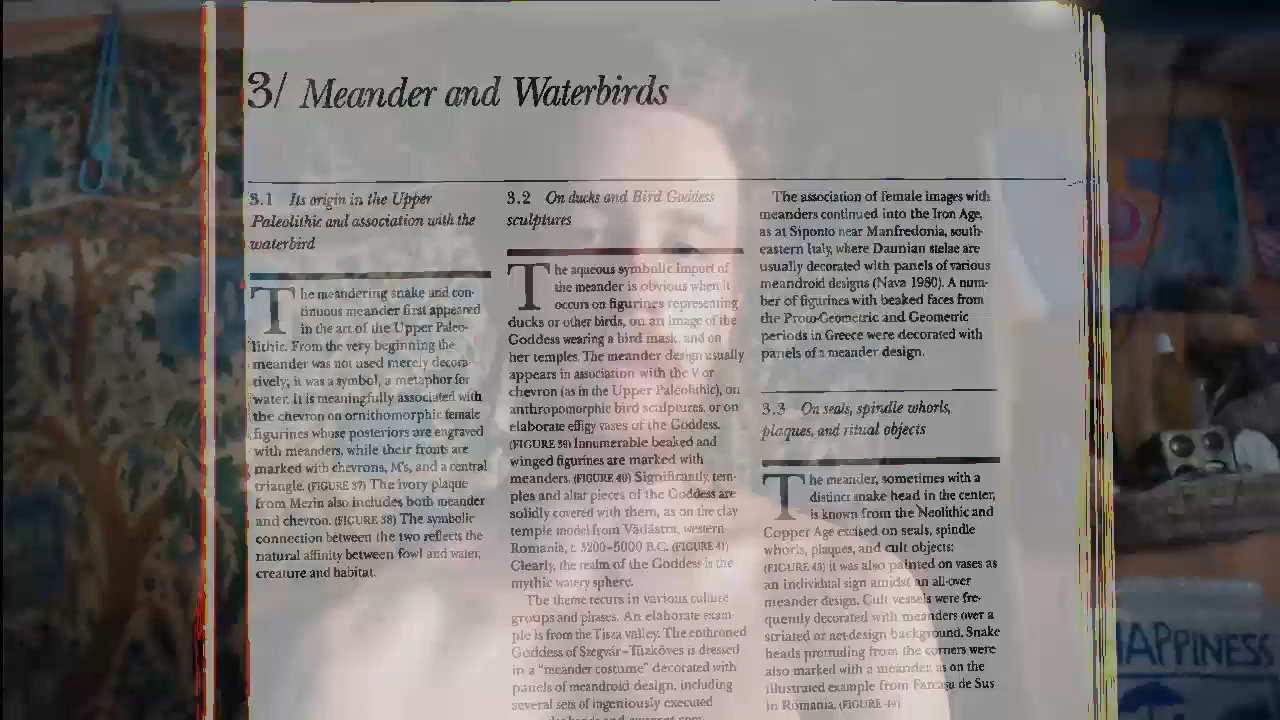 3/ Meander and Waterbirds
3.1 Its origin in the Upper
Paleolithic and association with the
waterbird
The meandering snake and con-
tinuous meander first appeared
in the art of the Upper Paleo-
lithic. From the very beginning the
meander was not used merely decora-
tively; it was a symbol, a metaphor for
water. It is meaningfully associated with
the chevron on ornithomorphic female
figurines whose posteriors are engraved
with meanders, while their fronts are
marked with chevrons, M's, and a central
triangle. (FIGURE 37) The ivory plaque
from Mezin also includes both meander
and chevron. (FIGURE 38) The symbolic
connection between the two reflects the
natural affinity between fowl and water,
creature and habitat.
3.2 On ducks and Bird Goddess
sculptures
The aqueous symbolic import of
the meander is obvious when it
occurs on figurines representing
ducks or other birds, on an image of the
Goddess wearing a bird mask, and on
her temples. The meander design usually
appears in association with the V or
chevron (as in the Upper Paleolithic), on
anthropomorphic bird sculptures, or on
elaborate effigy vases of the Goddess.
(FIGURE 39) Innumerable beaked and
winged figurines are marked with
meanders. (FIGURE 40) Significantly, tem-
ples and altar pieces of the Goddess are
solidly covered with them, as on the clay
temple model from Vădăstra, western
Romania, c. 5200–5000 B.C. (FIGURE 41)
Clearly, the realm of the Goddess is the
mythic watery sphere.
The theme recurs in various culture
groups and phases. An elaborate exam-
ple is from the Tisza valley. The enthroned
Goddess of Szegvár–Tüzköves is dressed
in a "meander costume" decorated with
panels of meandroid design, including
several sets of ingeniously executed
The association of female images with
meanders continued into the Iron Age,
as at Siponto near Manfredonia, south-
eastern Italy, where Daunian stelae are
usually decorated with panels of various
meandroid designs (Nava 1980). A num-
ber of figurines with beaked faces from
the Proto-Geometric and Geometric
periods in Greece were decorated with
panels of a meander design.
3.3 On seals, spindle whorls,
plaques, and ritual objects
The meander, sometimes with a
distinct snake head in the center,
is known from the Neolithic and
Copper Age excised on seals, spindle
whorls, plaques, and cult objects;
(FIGURE 43) it was also painted on vases as
an individual sign amidst an all-over
meander design. Cult vessels were fre-
quently decorated with meanders over a
striated or net-design background. Snake
heads protruding from the corners were
also marked with a meander, as on the
illustrated example from Farcaşu de Sus
in Romania. (FIGURE 44)
HAPPINESS